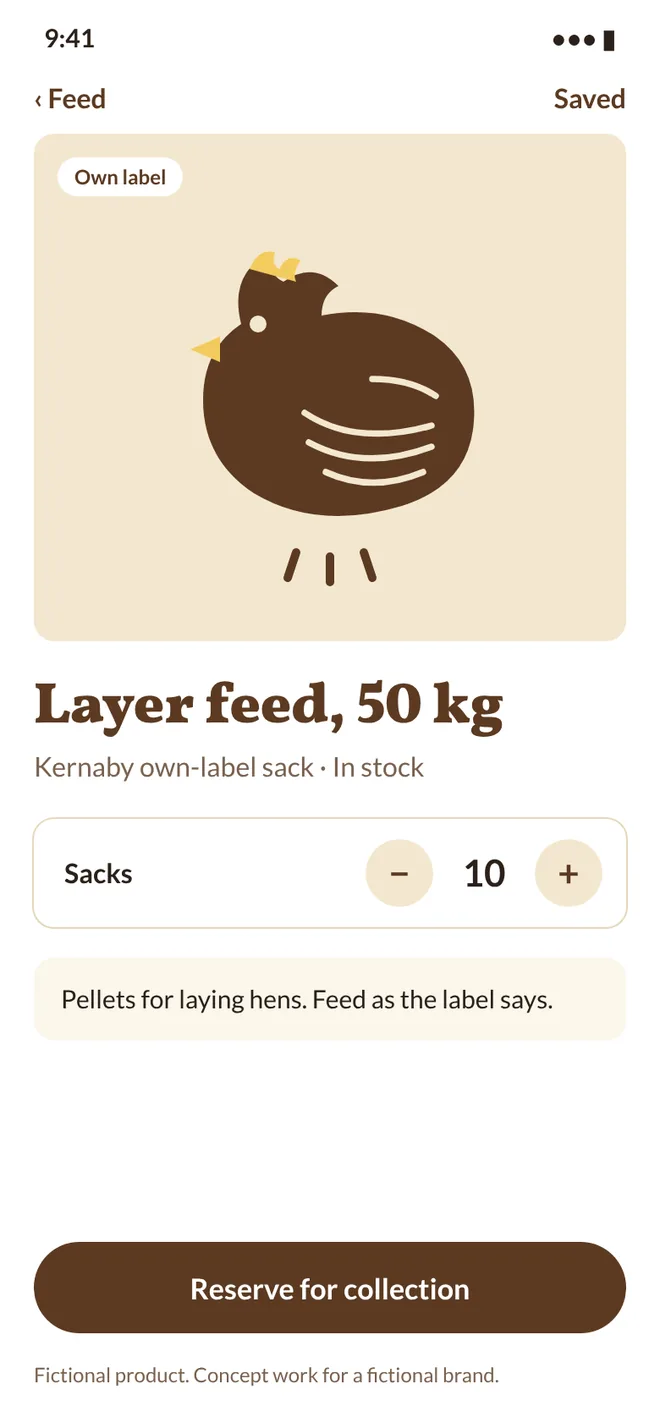 9:41
‹ Feed
Saved
Own label
Layer feed, 50 kg
Kernaby own-label sack · In stock
Sacks
− 10 +
Pellets for laying hens. Feed as the label says.
Reserve for collection
Fictional product. Concept work for a fictional brand.